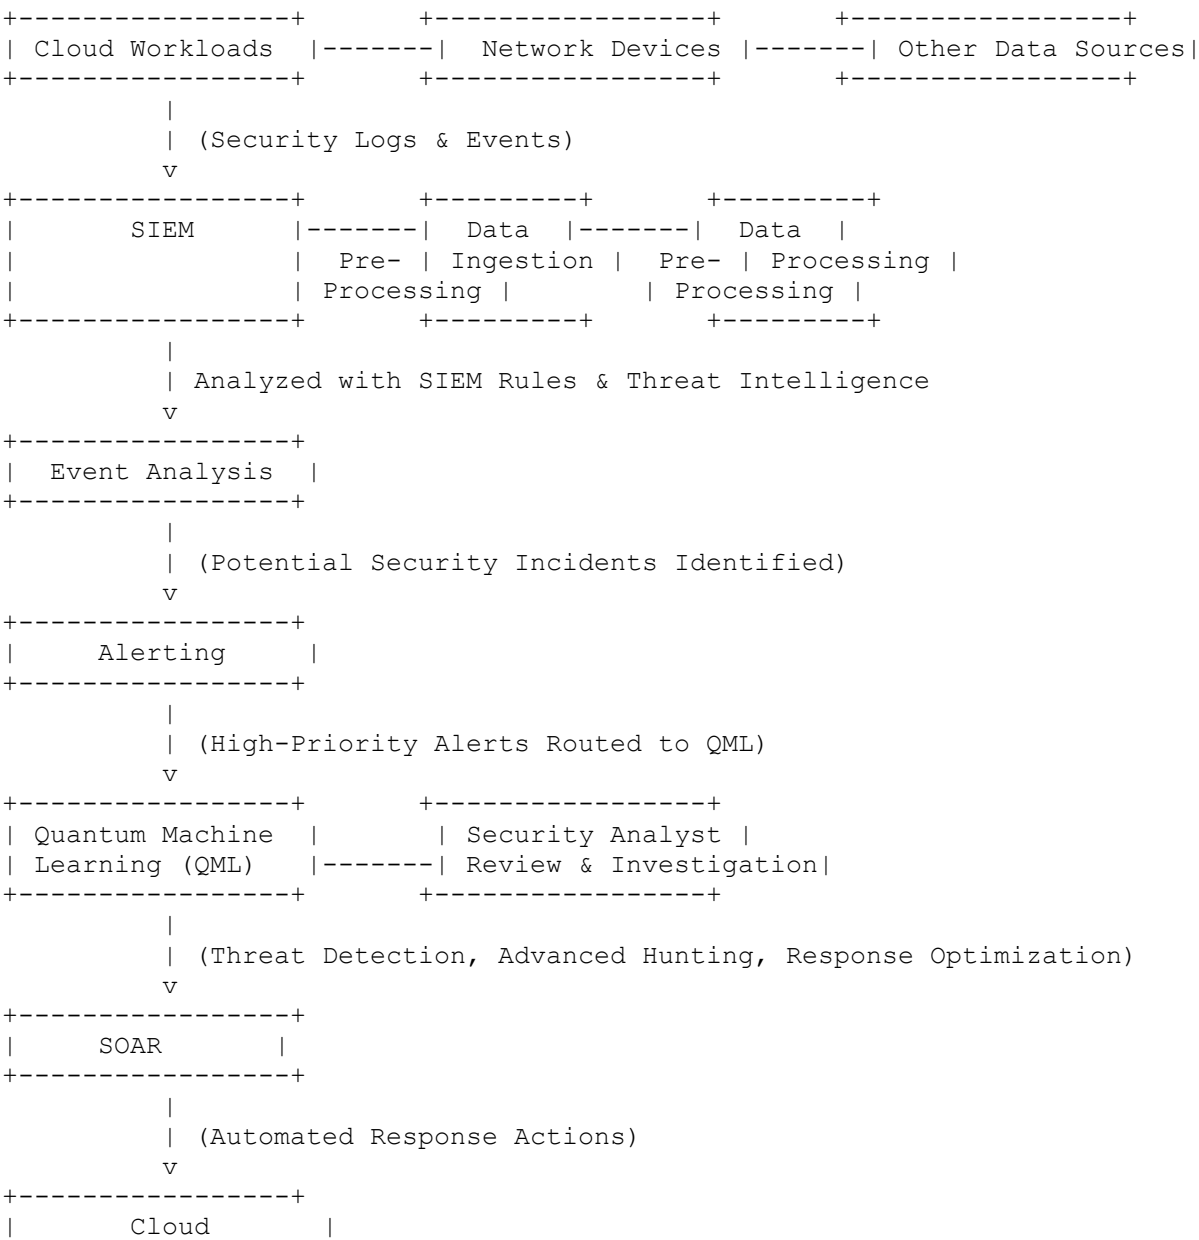 +-----------------+ +-----------------+ +-----------------+
| Cloud Workloads |-------| Network Devices |-------| Other Data Sources|
+-----------------+ +-----------------+ +-----------------+
|
| (Security Logs & Events)
v
+-----------------+ +---------+ +---------+
| SIEM |-------| Data |-------| Data |
| | Pre- | Ingestion | Pre- | Processing |
| | Processing | | Processing |
+-----------------+ +---------+ +---------+
|
| Analyzed with SIEM Rules & Threat Intelligence
v
+-----------------+
| Event Analysis |
+-----------------+
|
| (Potential Security Incidents Identified)
v
+-----------------+
| Alerting |
+-----------------+
|
| (High-Priority Alerts Routed to QML)
v
+-----------------+ +-----------------+
| Quantum Machine | | Security Analyst |
| Learning (QML) |-------| Review & Investigation|
+-----------------+ +-----------------+
|
| (Threat Detection, Advanced Hunting, Response Optimization)
v
+-----------------+
| SOAR |
+-----------------+
|
| (Automated Response Actions)
v
+-----------------+
| Cloud |